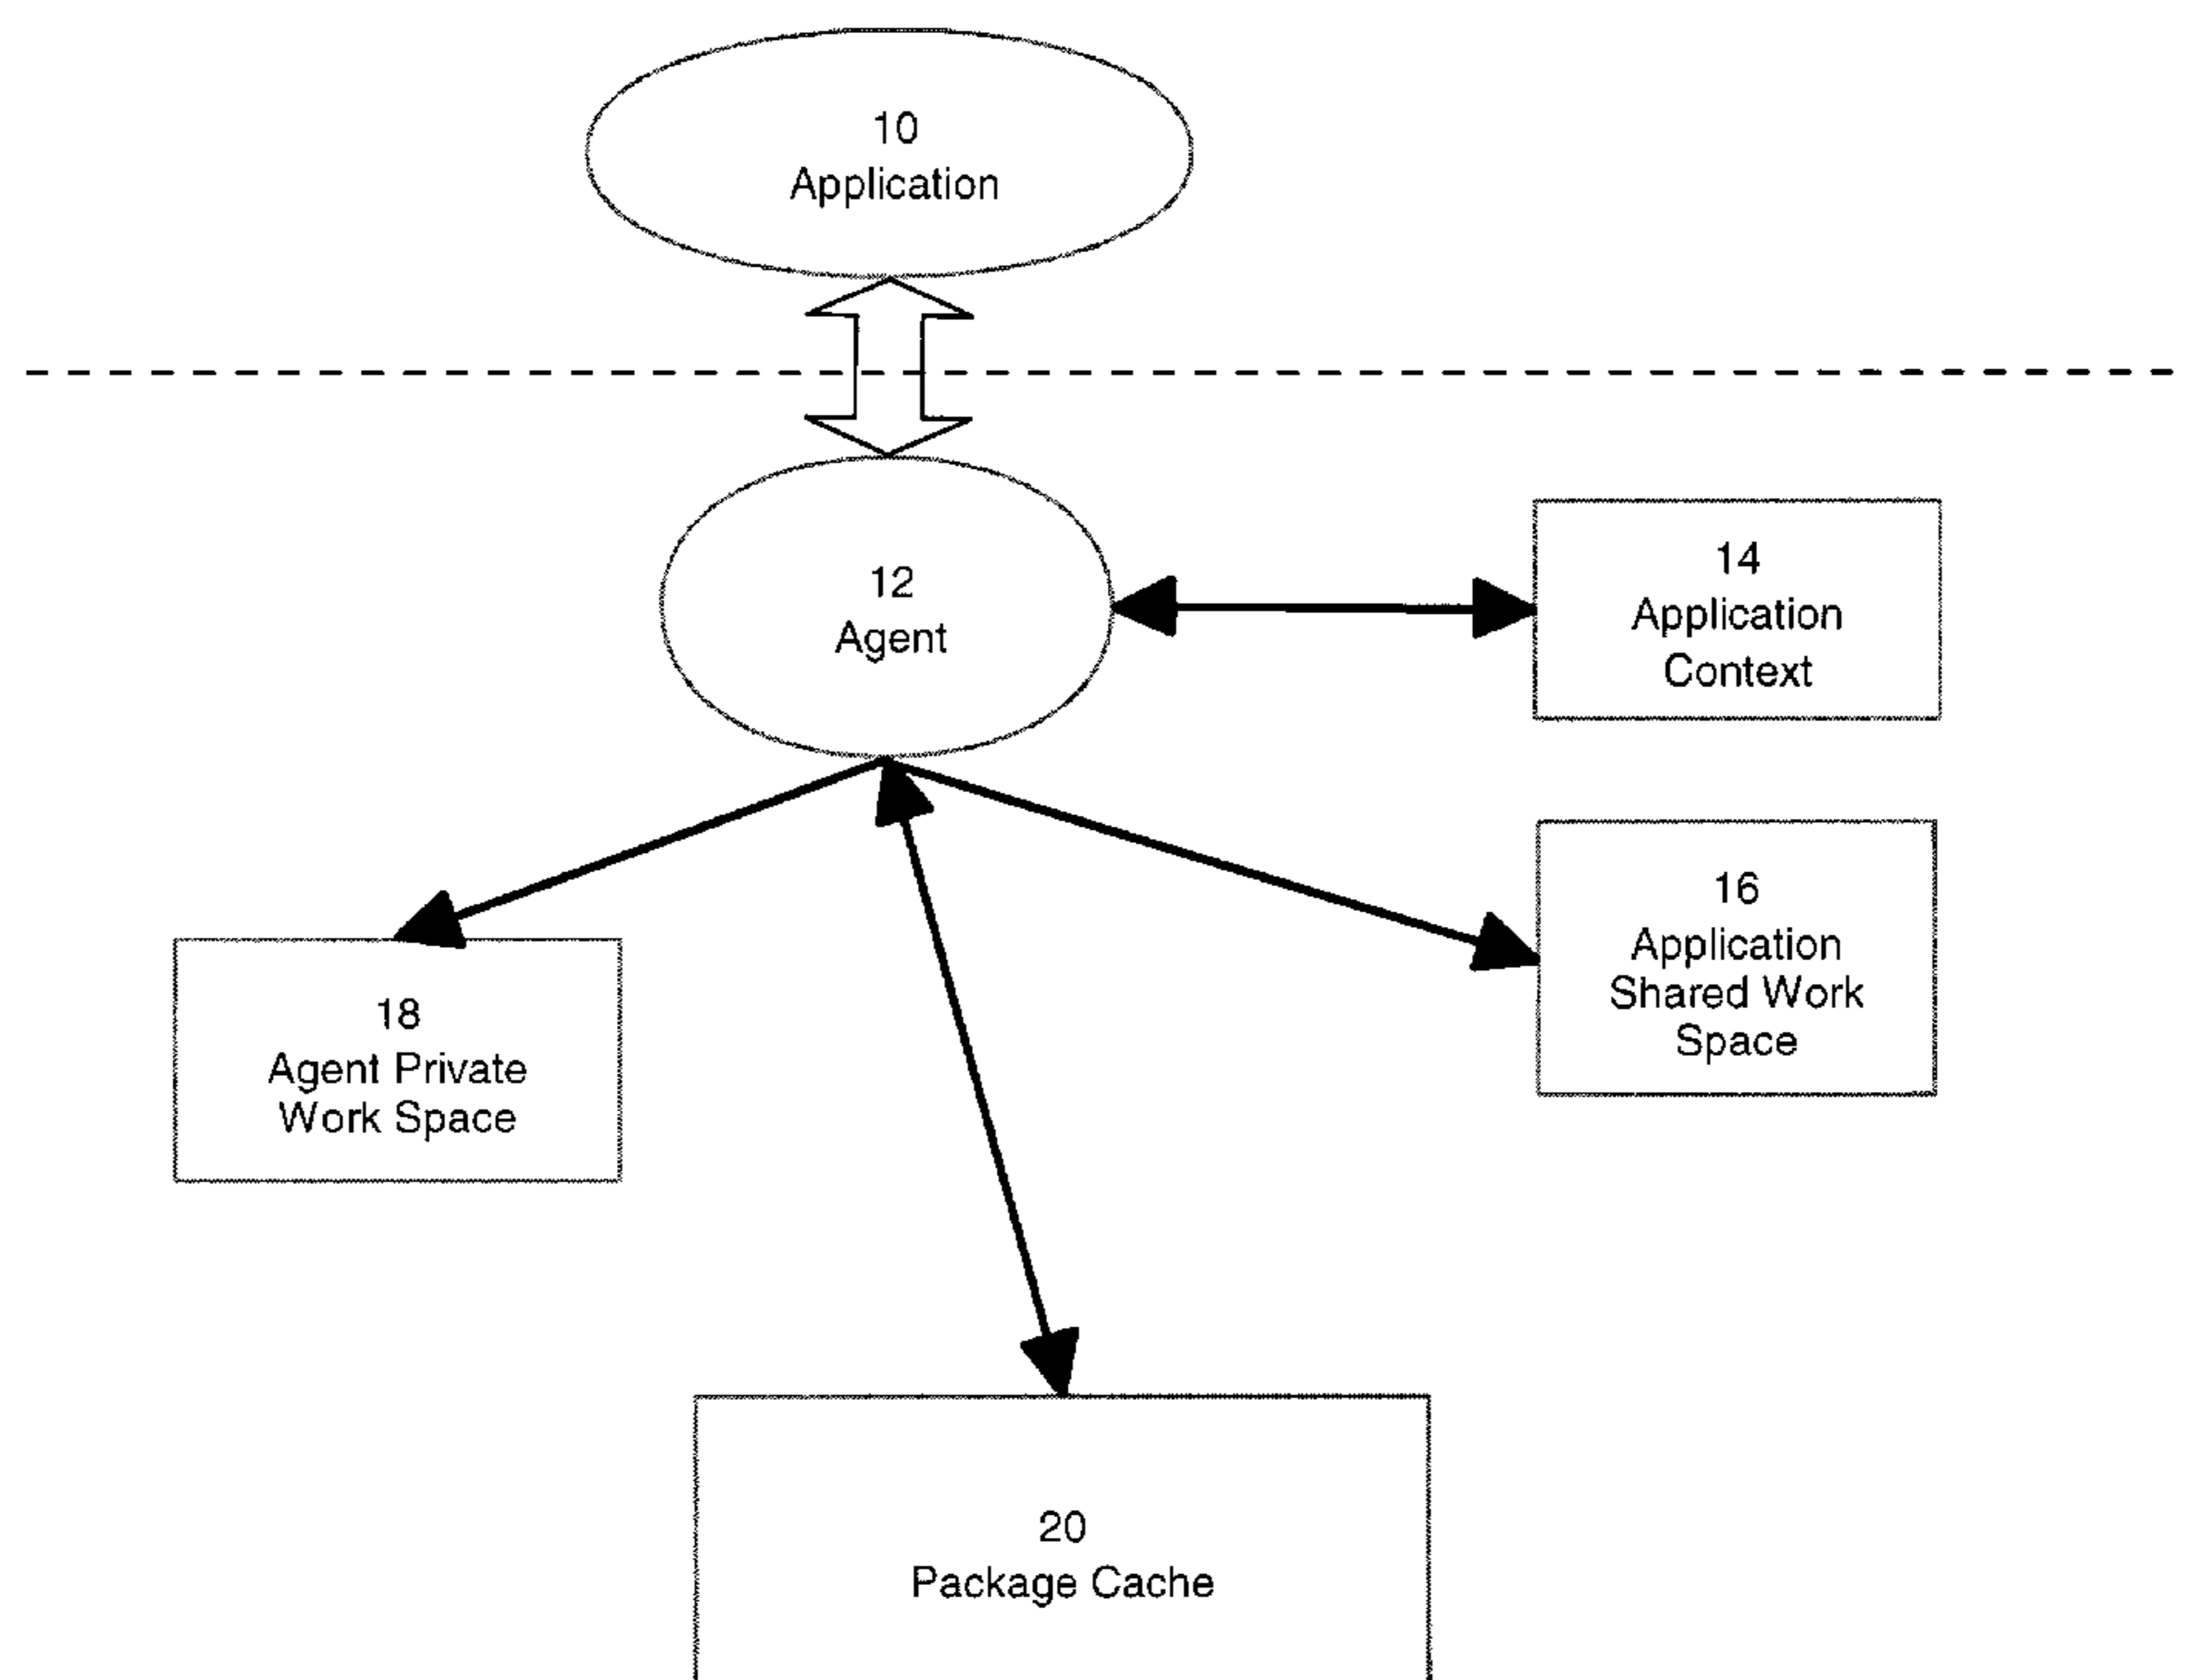 10
Application
12
Agent
14
Application
Context
16
Application
Shared Work
Space
18
Agent Private
Work Space
20
Package Cache